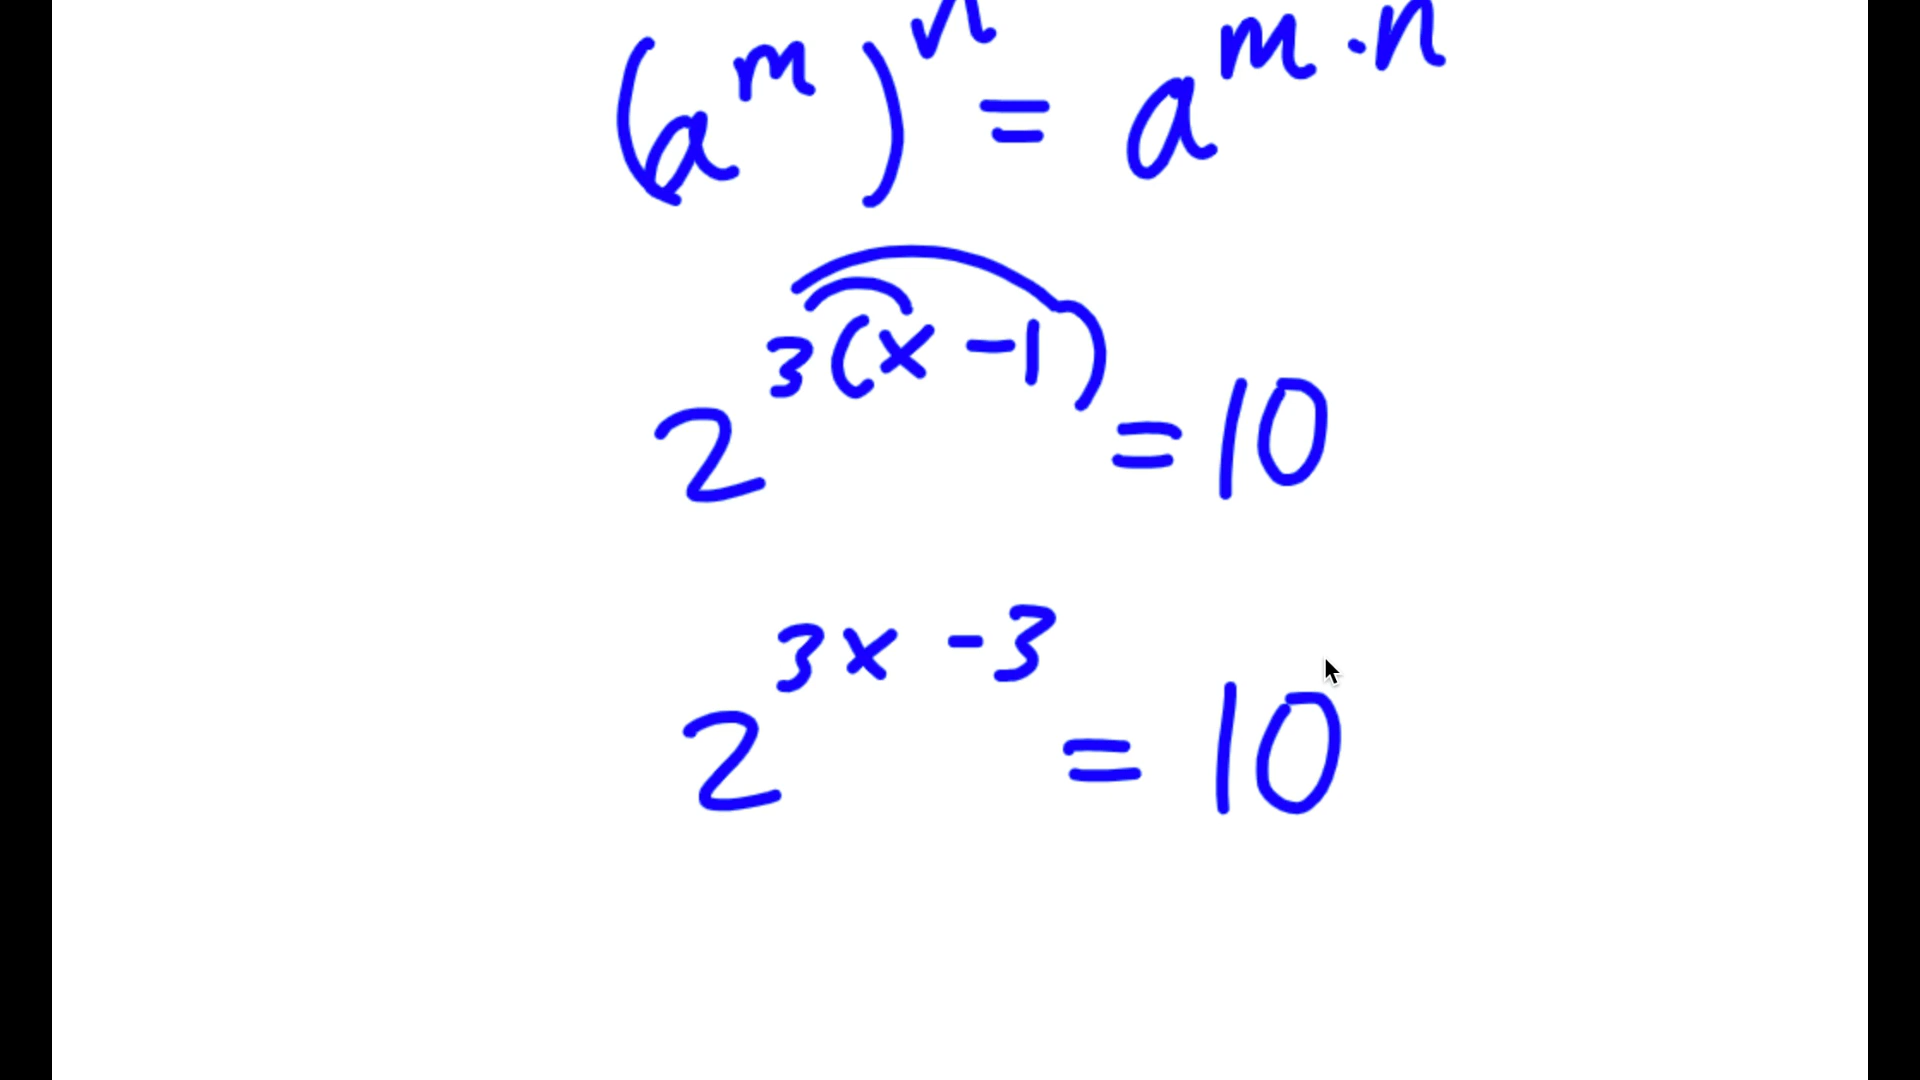 (a^m)^n = a^{m·n}
2^{3(x-1)} = 10
2^{3x-3} = 10